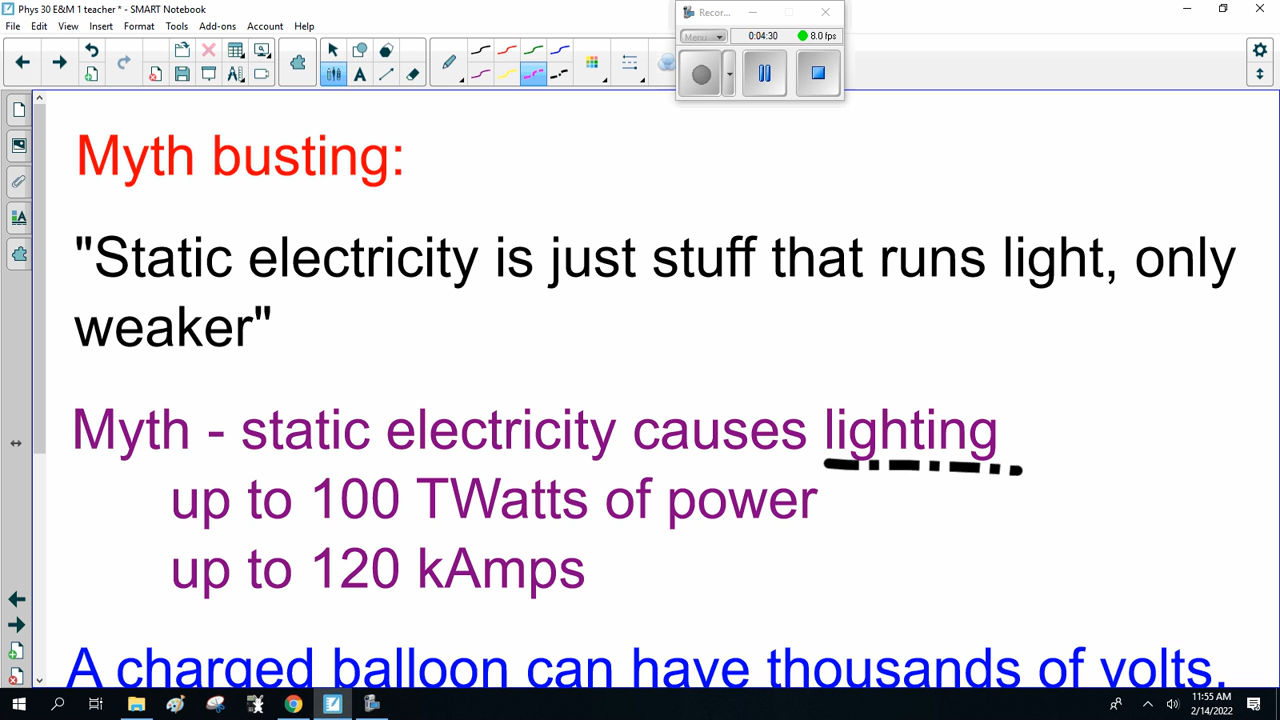 Phys 30 E&M 1 teacher * - SMART Notebook
Recor...
File Edit View Insert Format Tools Add-ons Account Help
Menu 0:04:30 8.0 fps
Myth busting:
"Static electricity is just stuff that runs light, only
weaker"
Myth - static electricity causes lighting
up to 100 TWatts of power
up to 120 kAmps
A charged balloon can have thousands of volts,
11:55 AM
2/14/2022